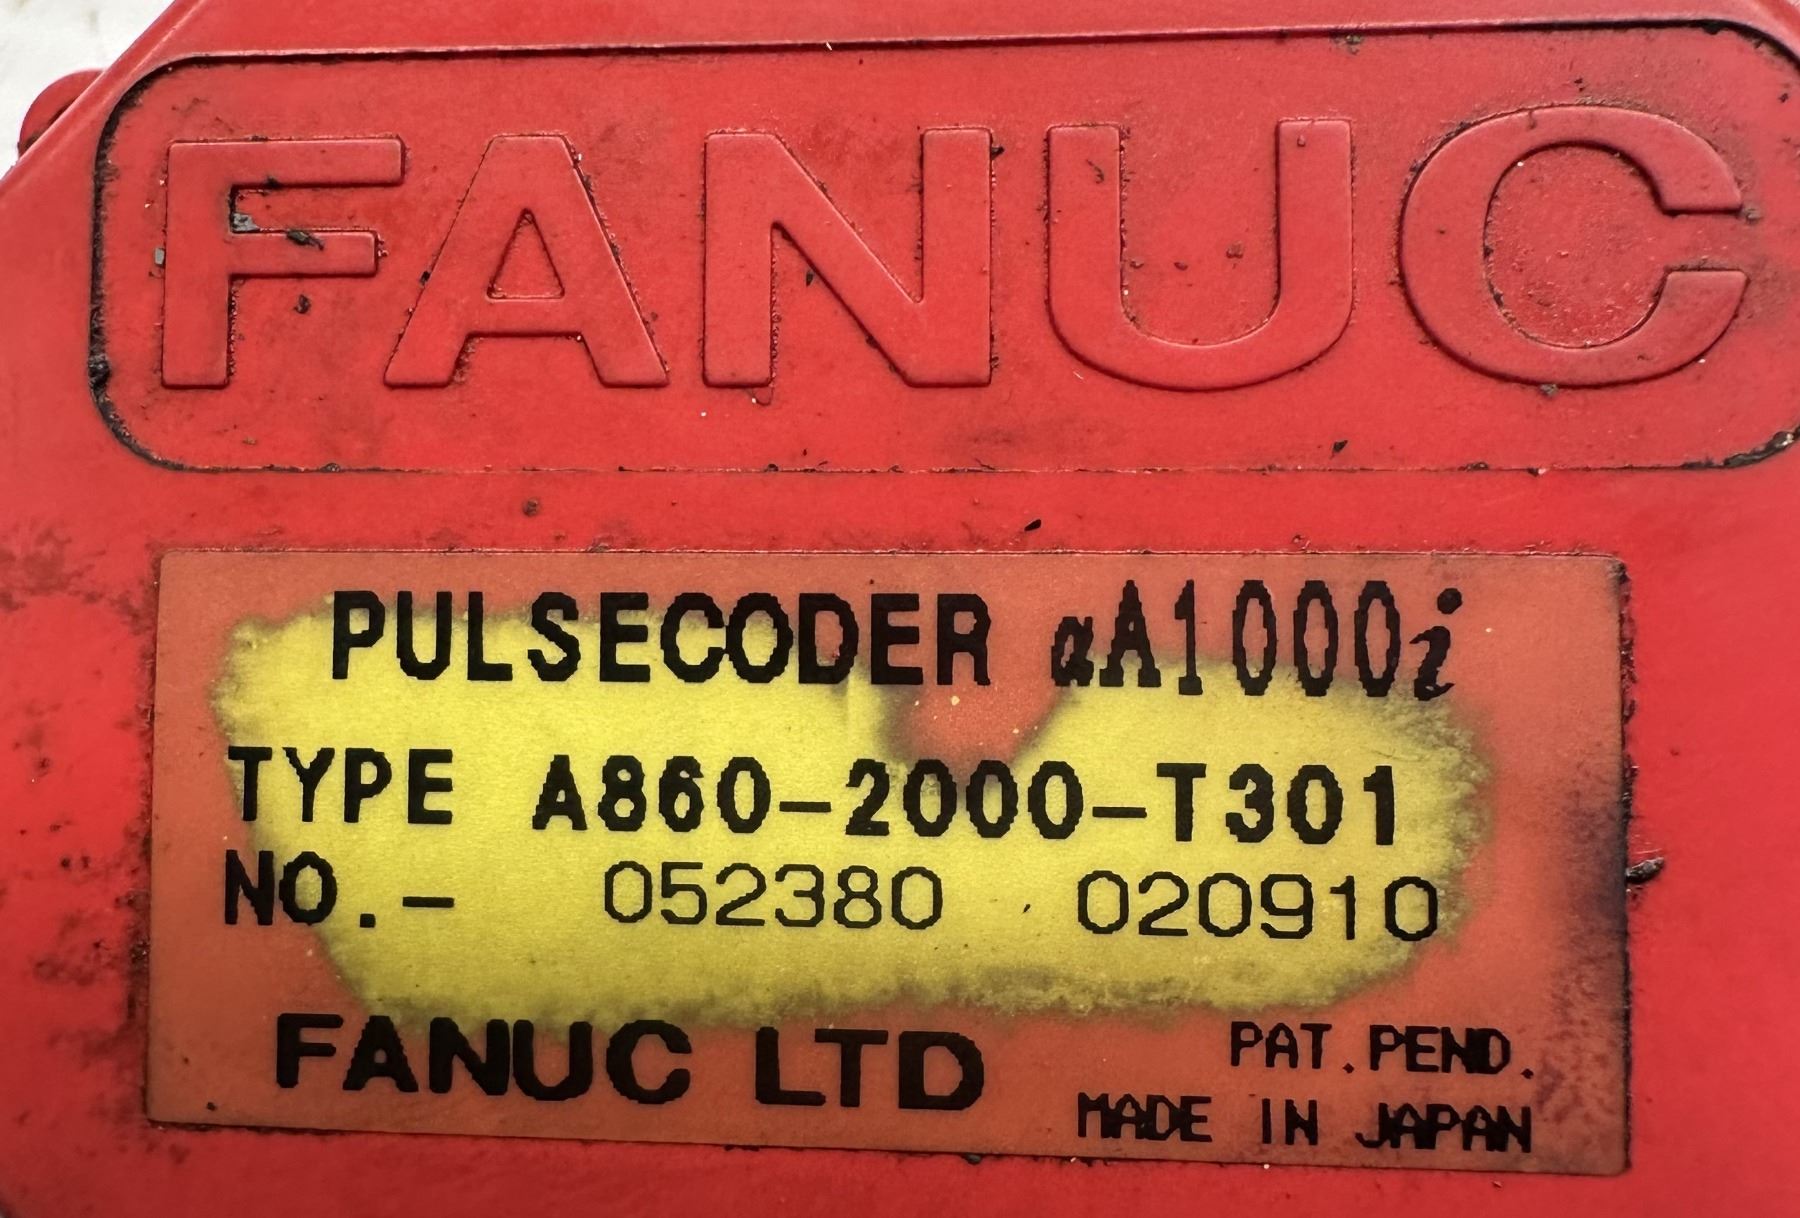 FANUC
PULSECODER αA1000i
TYPE A860-2000-T301
NO.- 052380 020910
FANUC LTD
PAT.PEND.
MADE IN JAPAN